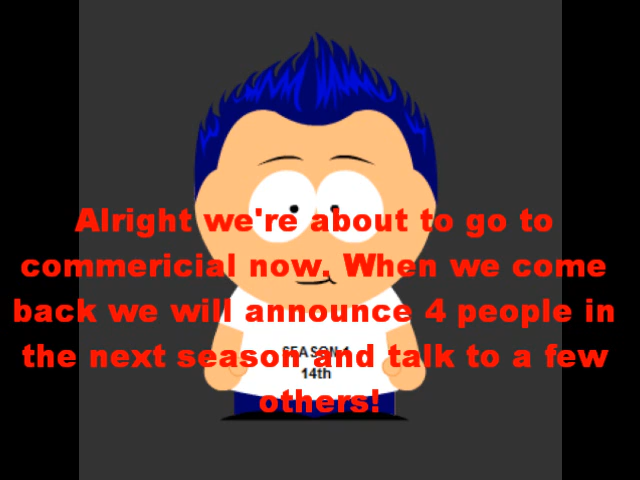 Alright we're about to go to
commericial now. When we come
back we will announce 4 people in
the next season and talk to a few
others!
SEASON 1
14th